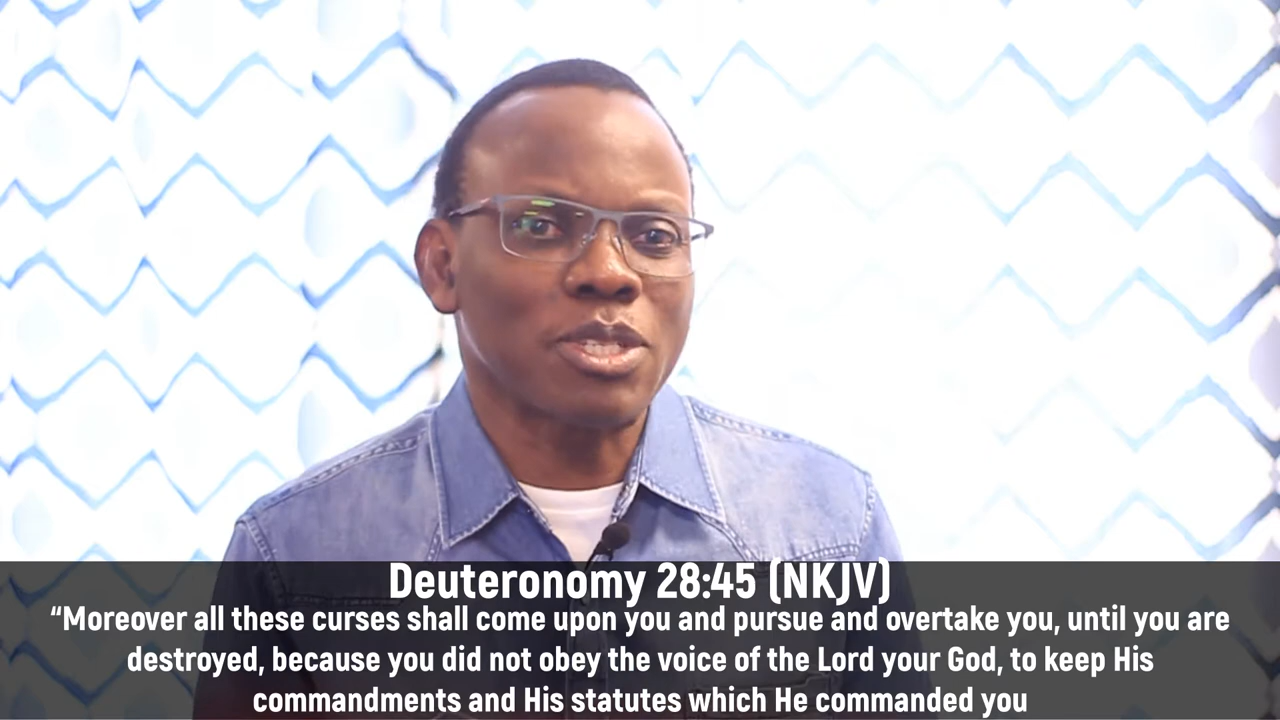 Deuteronomy 28:45 (NKJV)
“Moreover all these curses shall come upon you and pursue and overtake you, until you are
destroyed, because you did not obey the voice of the Lord your God, to keep His
commandments and His statutes which He commanded you